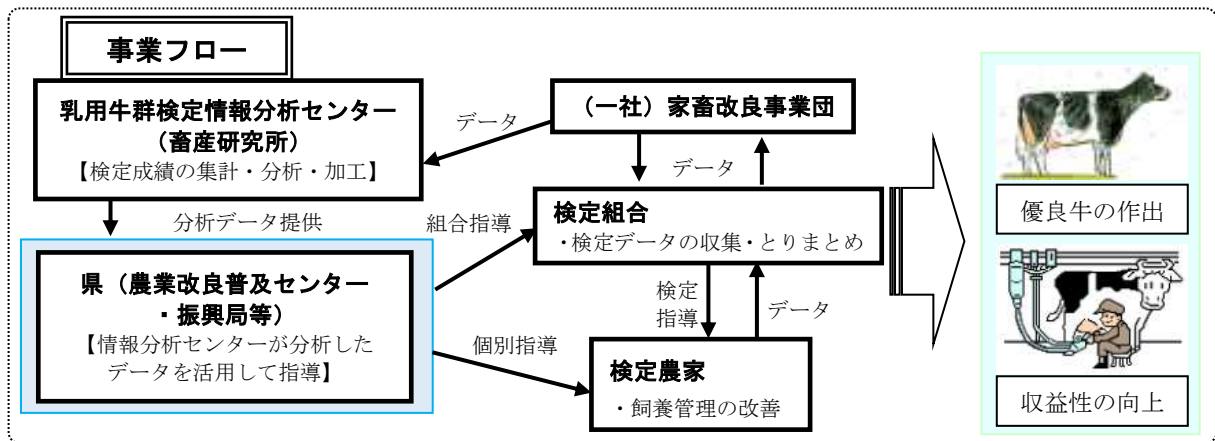 事業フロー
乳用牛群検定情報分析センター
（畜産研究所）
【検定成績の集計・分析・加工】
データ
（一社）家畜改良事業団
データ
分析データ提供
組合指導
検定組合
・検定データの収集・とりまとめ
県（農業改良普及センター
・振興局等）
【情報分析センターが分析した
データを活用して指導】
個別指導
検定
指導
データ
検定農家
・飼養管理の改善
優良牛の作出
収益性の向上